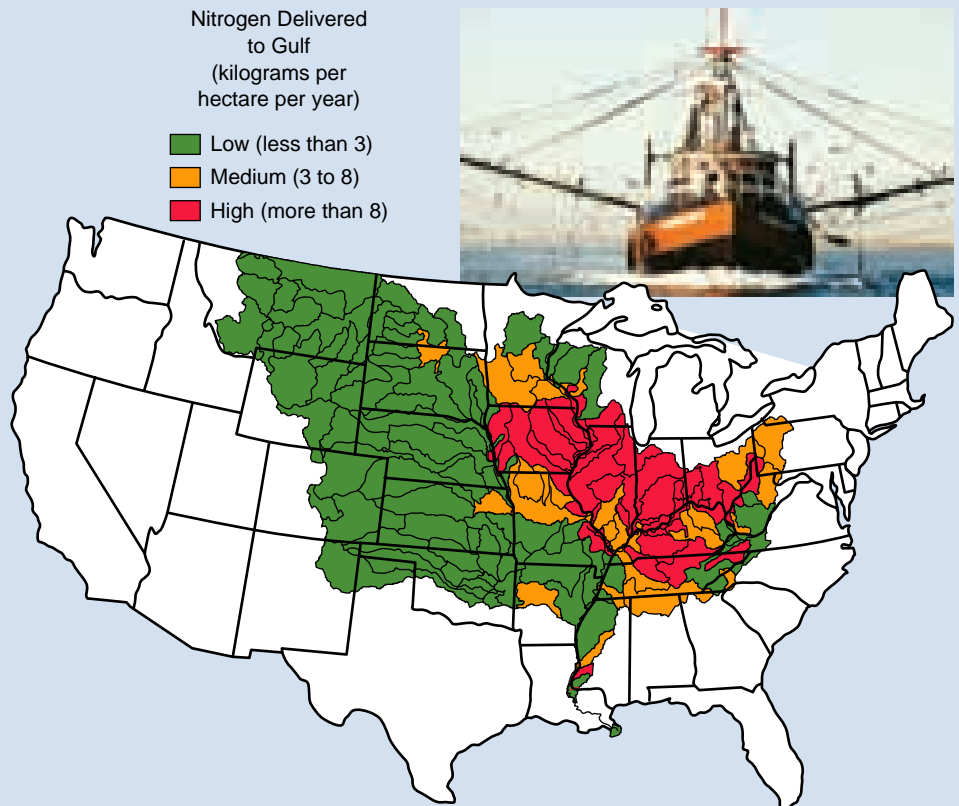 Nitrogen Delivered
to Gulf
(kilograms per
hectare per year)
Low (less than 3)
Medium (3 to 8)
High (more than 8)